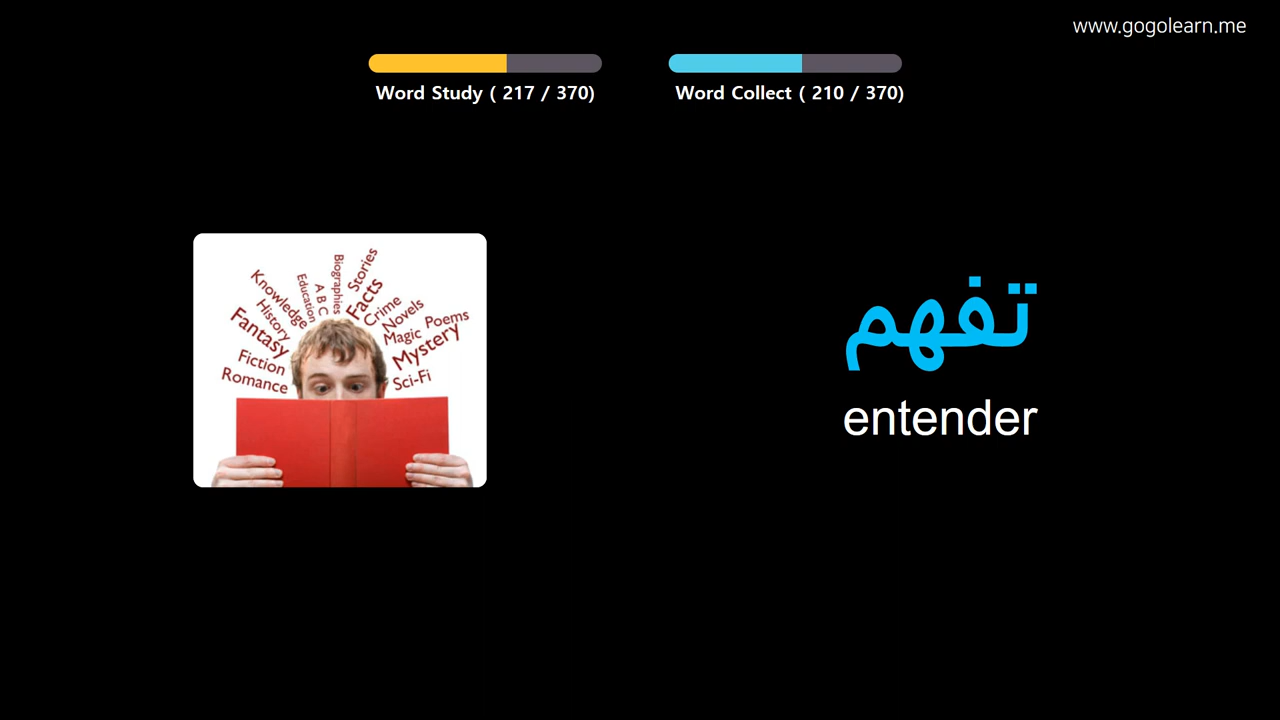 www.gogolearn.me
Word Study ( 217 / 370)
Word Collect ( 210 / 370)
Knowledge
History
Fantasy
Fiction
Romance
Education
A B C
Biographies
Stories
Facts
Crime
Novels
Magic
Poems
Mystery
Sci-Fi
تفهم
entender